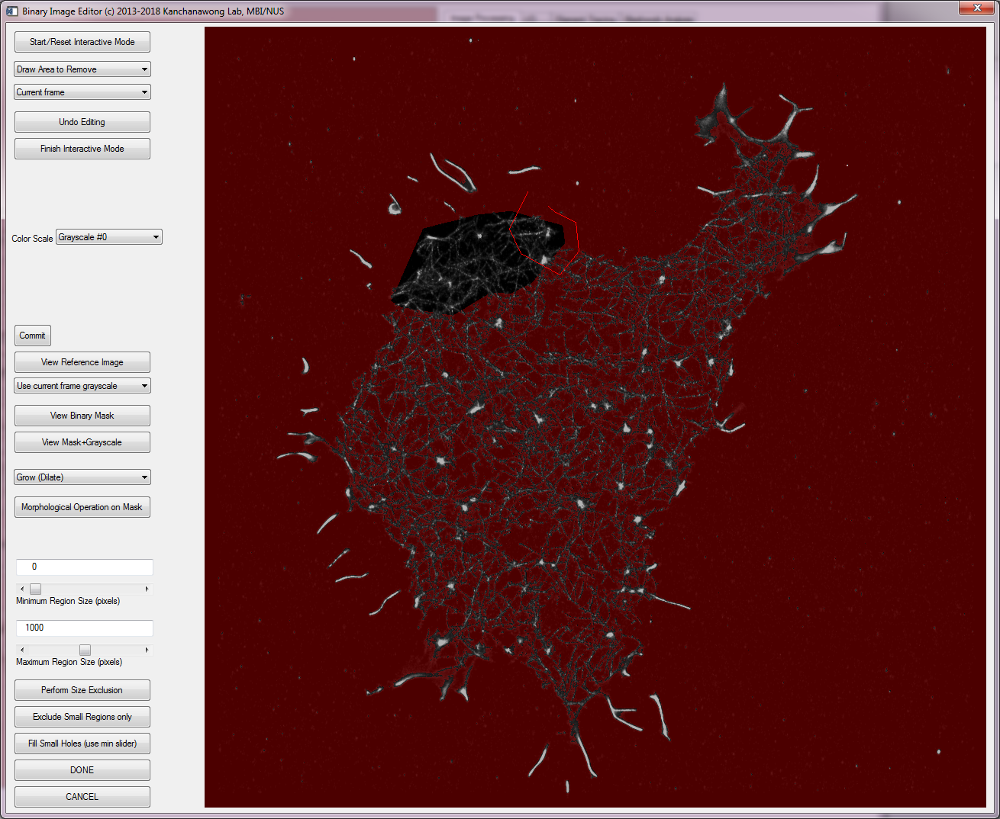 Binary Image Editor (c) 2013-2018 Kanchanawong Lab, MBI/NUS
Start/Reset Interactive Mode
Draw Area to Remove
Current frame
Undo Editing
Finish Interactive Mode
Color Scale Grayscale #0
Commit
View Reference Image
Use current frame grayscale
View Binary Mask
View Mask+Grayscale
Grow (Dilate)
Morphological Operation on Mask
0
Minimum Region Size (pixels)
1000
Maximum Region Size (pixels)
Perform Size Exclusion
Exclude Small Regions only
Fill Small Holes (use min slider)
DONE
CANCEL